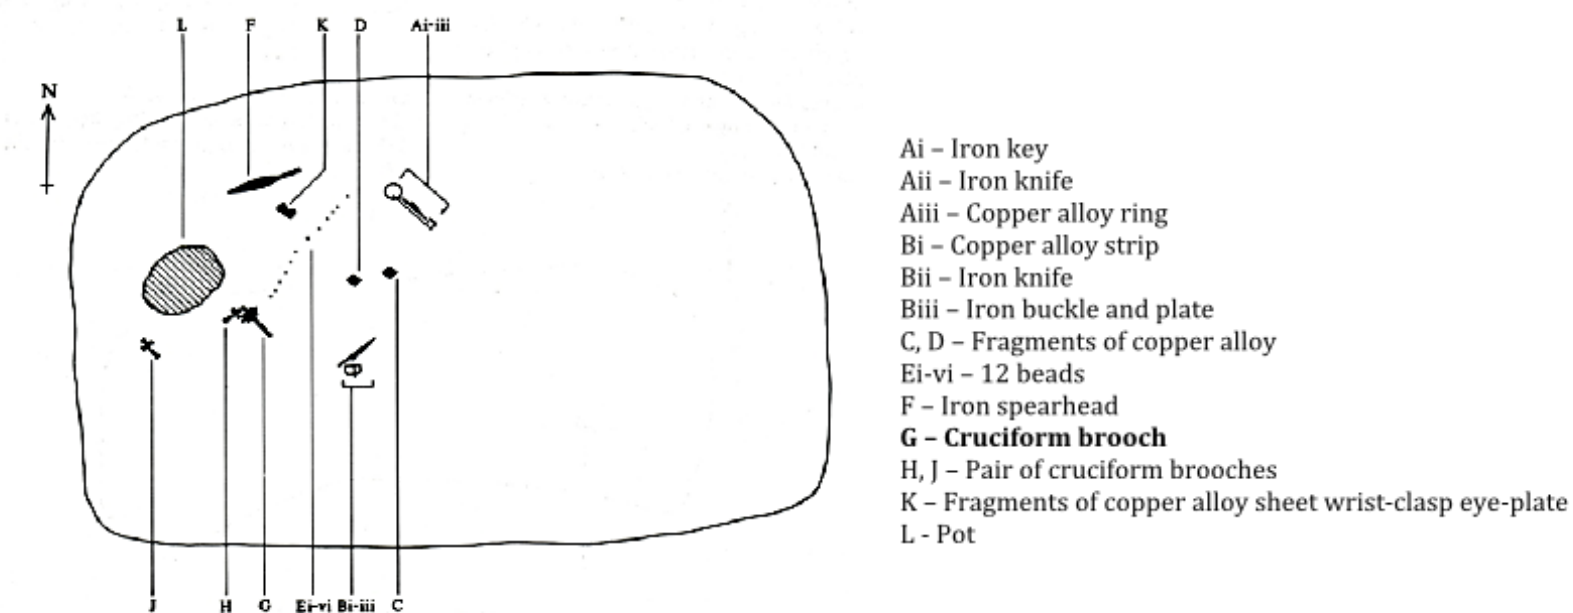 L F K D Ai-iii
N
J H G Ei-vi Bi-iii C
Ai – Iron key
Aii – Iron knife
Aiii – Copper alloy ring
Bi – Copper alloy strip
Bii – Iron knife
Biii – Iron buckle and plate
C, D – Fragments of copper alloy
Ei-vi – 12 beads
F – Iron spearhead
G – Cruciform brooch
H, J – Pair of cruciform brooches
K – Fragments of copper alloy sheet wrist-clasp eye-plate
L - Pot